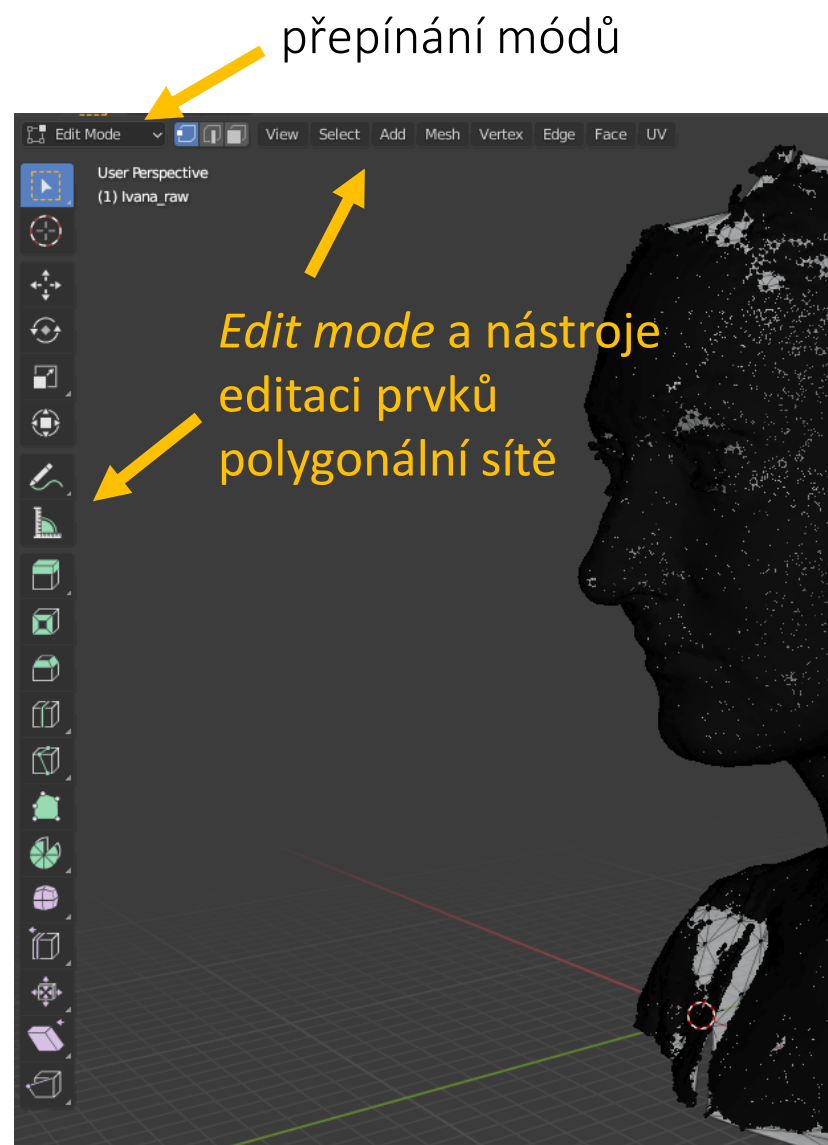 přepínání módů
Edit Mode View Select Add Mesh Vertex Edge Face UV
User Perspective
(1) Ivana_raw
Edit mode a nástroje
editaci prvků
polygonální sítě